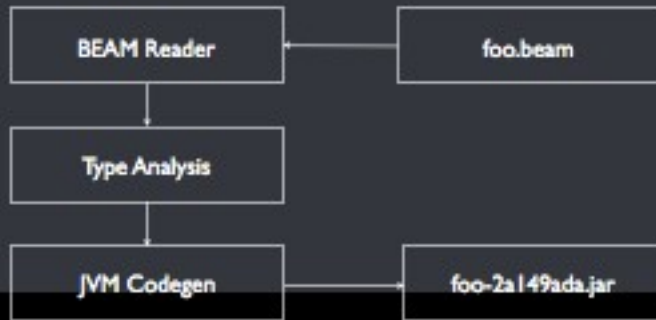 BEAM Reader
foo.beam
Type Analysis
JVM Codegen
foo-2a149ada.jar